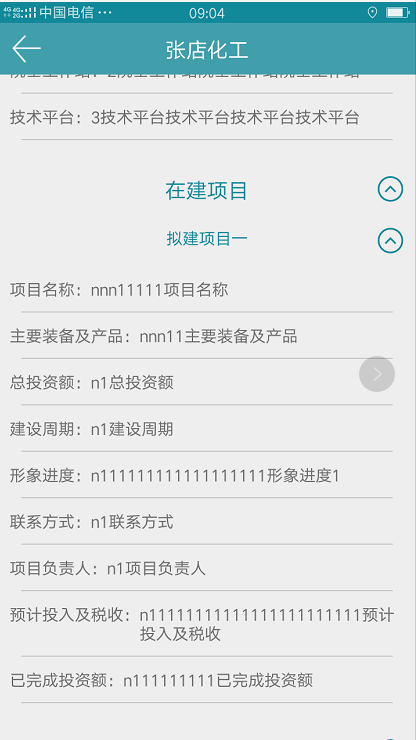 中国电信 ···
09:04
张店化工
技术平台：3技术平台技术平台技术平台技术平台
在建项目
拟建项目一
项目名称：nnn11111项目名称
主要装备及产品：nnn11主要装备及产品
总投资额：n1总投资额
建设周期：n1建设周期
形象进度：n111111111111111111形象进度1
联系方式：n1联系方式
项目负责人：n1项目负责人
预计投入及税收：n11111111111111111111111预计
投入及税收
已完成投资额：n111111111已完成投资额